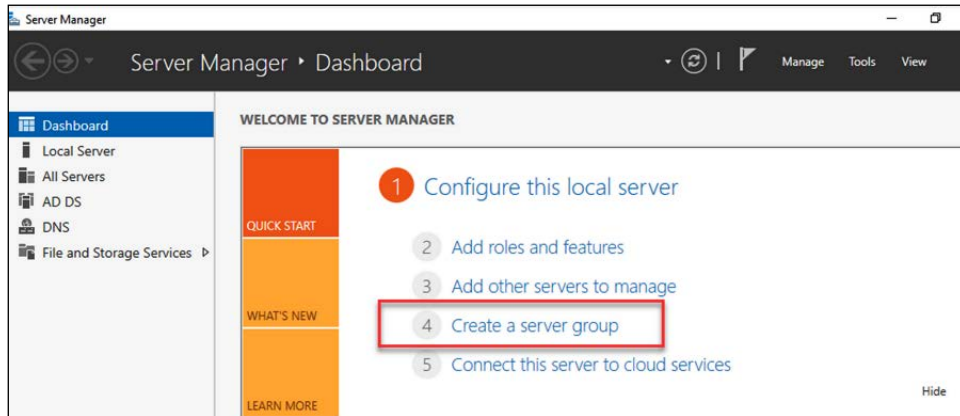 Server Manager
Server Manager • Dashboard
Manage Tools View
Dashboard
Local Server
All Servers
AD DS
DNS
File and Storage Services
WELCOME TO SERVER MANAGER
QUICK START
WHAT'S NEW
LEARN MORE
1 Configure this local server
2 Add roles and features
3 Add other servers to manage
4 Create a server group
5 Connect this server to cloud services
Hide